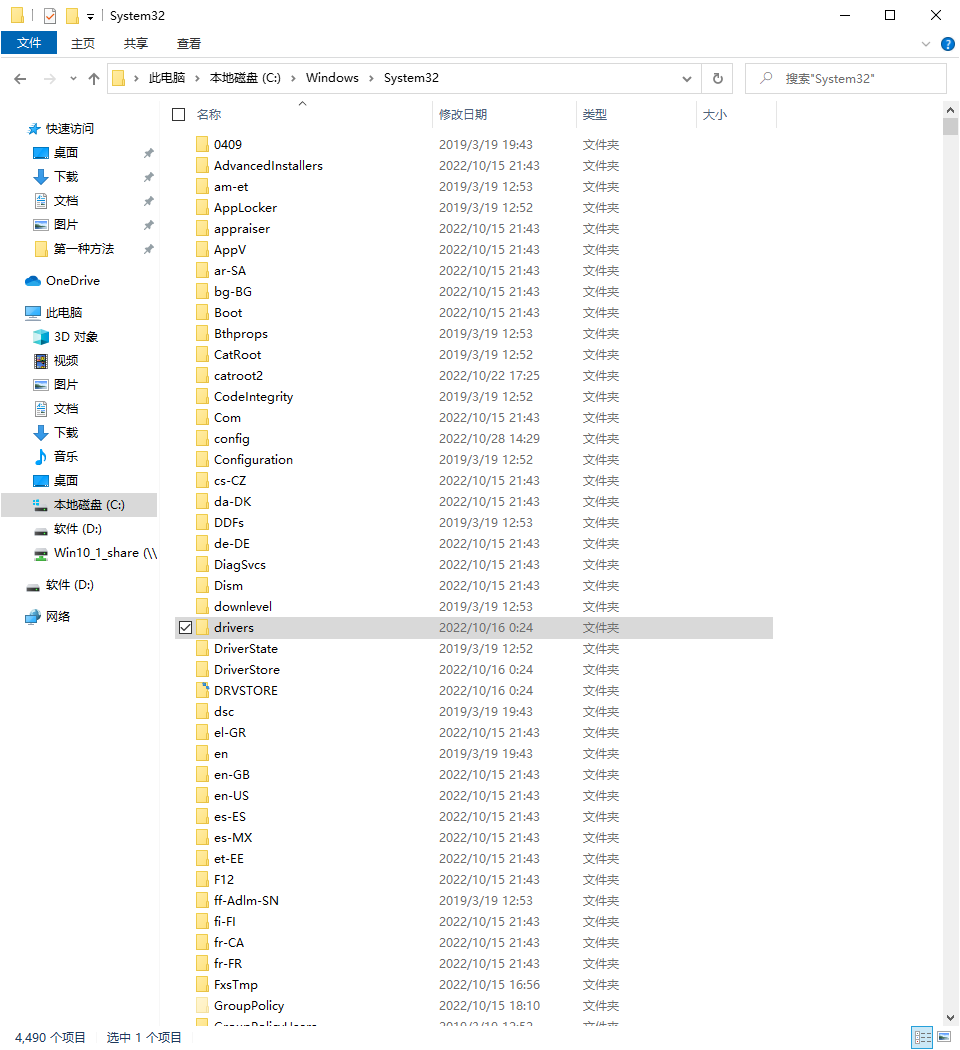 System32
文件 主页 共享 查看
此电脑 本地磁盘 (C:) Windows System32 搜索"System32"
名称 修改日期 类型 大小
快速访问
桌面
下载
文档
图片
第一种方法
OneDrive
此电脑
3D 对象
视频
图片
文档
下载
音乐
桌面
本地磁盘 (C:)
软件 (D:)
Win10_1_share (\\
软件 (D:)
网络
0409 2019/3/19 19:43 文件夹
AdvancedInstallers 2022/10/15 21:43 文件夹
am-et 2019/3/19 12:53 文件夹
AppLocker 2019/3/19 12:52 文件夹
appraiser 2022/10/15 21:43 文件夹
AppV 2022/10/15 21:43 文件夹
ar-SA 2022/10/15 21:43 文件夹
bg-BG 2022/10/15 21:43 文件夹
Boot 2022/10/15 21:43 文件夹
Bthprops 2019/3/19 12:53 文件夹
CatRoot 2019/3/19 12:52 文件夹
catroot2 2022/10/22 17:25 文件夹
CodeIntegrity 2019/3/19 12:52 文件夹
Com 2022/10/15 21:43 文件夹
config 2022/10/28 14:29 文件夹
Configuration 2019/3/19 12:52 文件夹
cs-CZ 2022/10/15 21:43 文件夹
da-DK 2022/10/15 21:43 文件夹
DDFs 2019/3/19 12:53 文件夹
de-DE 2022/10/15 21:43 文件夹
DiagSvcs 2022/10/15 21:43 文件夹
Dism 2022/10/15 21:43 文件夹
downlevel 2019/3/19 12:53 文件夹
drivers 2022/10/16 0:24 文件夹
DriverState 2019/3/19 12:52 文件夹
DriverStore 2022/10/16 0:24 文件夹
DRVSTORE 2022/10/16 0:24 文件夹
dsc 2019/3/19 19:43 文件夹
el-GR 2022/10/15 21:43 文件夹
en 2019/3/19 19:43 文件夹
en-GB 2022/10/15 21:43 文件夹
en-US 2022/10/15 21:43 文件夹
es-ES 2022/10/15 21:43 文件夹
es-MX 2022/10/15 21:43 文件夹
et-EE 2022/10/15 21:43 文件夹
F12 2022/10/15 21:43 文件夹
ff-Adlm-SN 2019/3/19 12:53 文件夹
fi-FI 2022/10/15 21:43 文件夹
fr-CA 2022/10/15 21:43 文件夹
fr-FR 2022/10/15 21:43 文件夹
FxsTmp 2022/10/15 16:56 文件夹
GroupPolicy 2022/10/15 18:10 文件夹
GroupPolicyUsers 2019/3/19 12:52 文件夹
4,490 个项目 选中 1 个项目